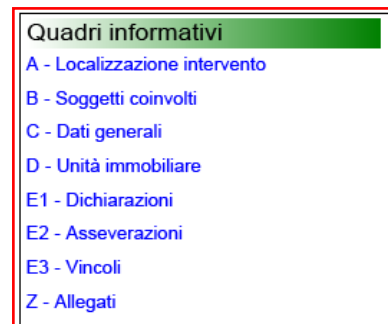 Quadri informativi
A - Localizzazione intervento
B - Soggetti coinvolti
C - Dati generali
D - Unità immobiliare
E1 - Dichiarazioni
E2 - Asseverazioni
E3 - Vincoli
Z - Allegati